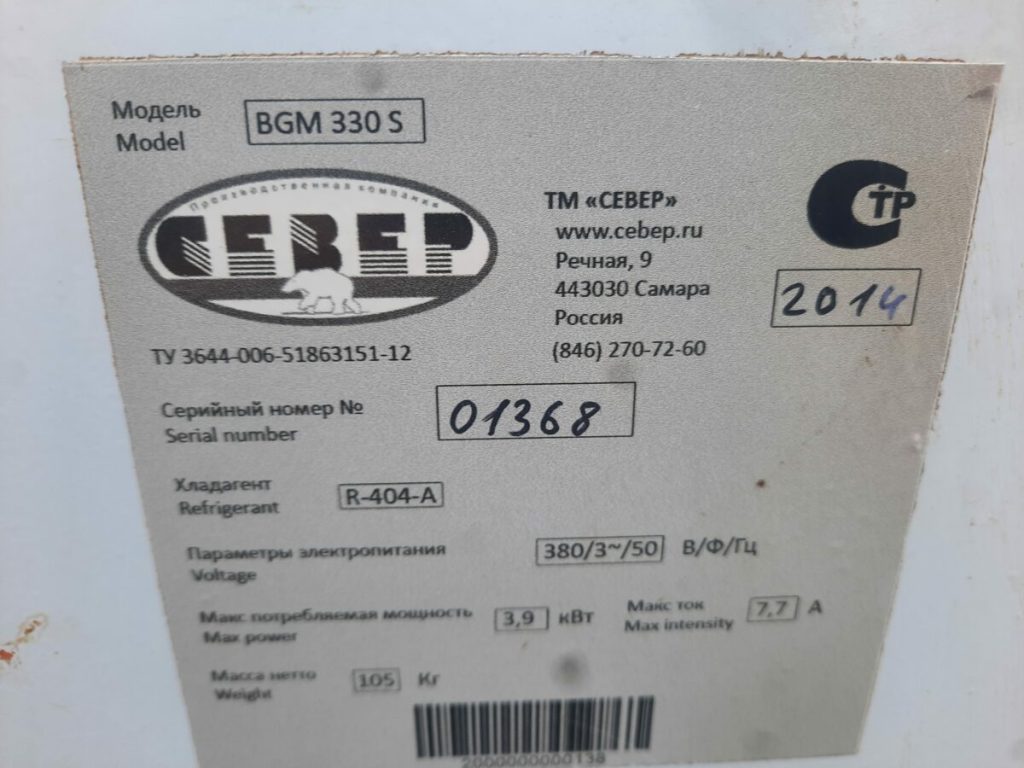 Модель
Model
BGM 330 S
Производственная компания
СЕВЕР
ТМ «СЕВЕР»
www.cebep.ru
Речная, 9
443030 Самара
Россия
(846) 270-72-60
СТР
2014
ТУ 3644-006-51863151-12
Серийный номер №
Serial number
01368
Хладагент
Refrigerant
R-404-A
Параметры электропитания
Voltage
380/3~/50 В/Ф/Гц
Макс потребляемая мощность
Max power
3,9 кВт
Макс ток
Max intensity
7,7 А
Масса нетто
Weight
105 Кг
2000000000138